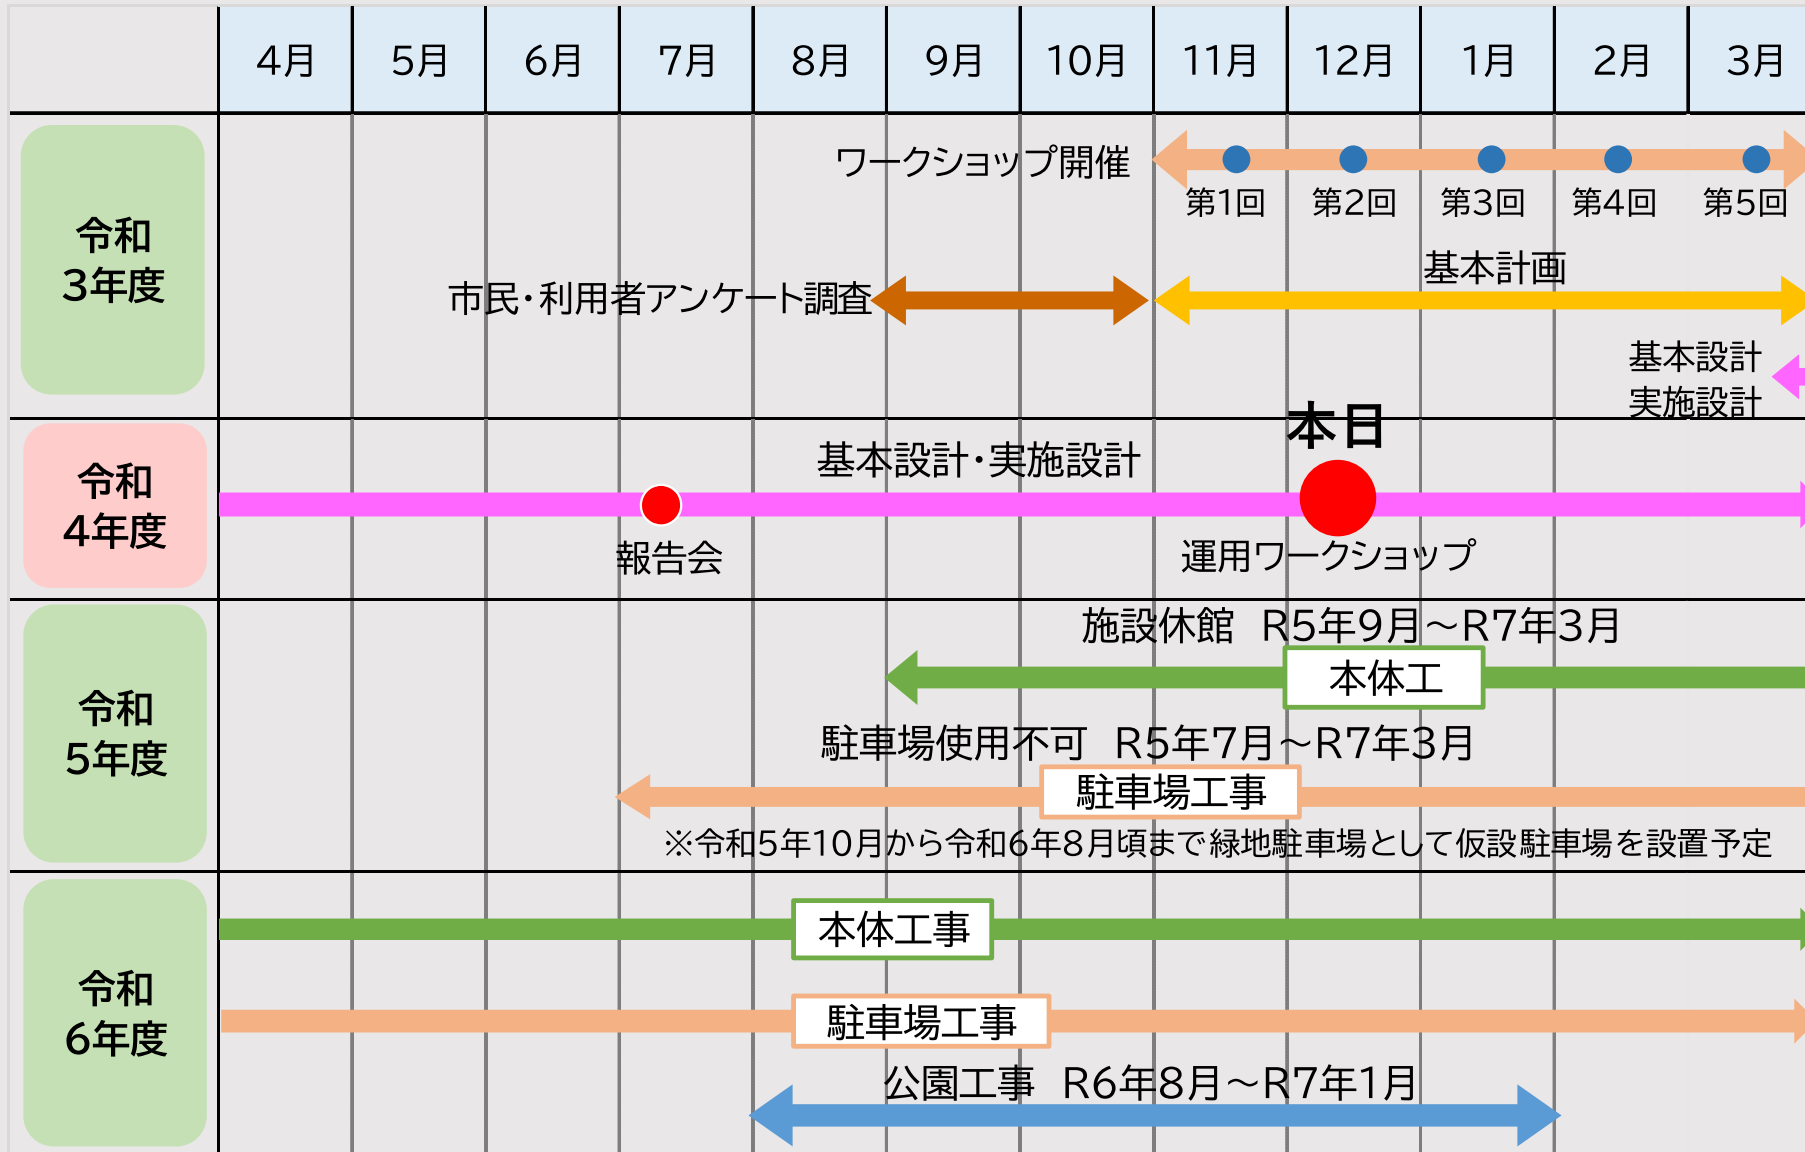 4月 5月 6月 7月 8月 9月 10月 11月 12月 1月 2月 3月
令和
3年度
ワークショップ開催
第1回 第2回 第3回 第4回 第5回
市民・利用者アンケート調査
基本計画
基本設計
実施設計
令和
4年度
本日
基本設計・実施設計
報告会
運用ワークショップ
令和
5年度
施設休館 R5年9月～R7年3月
本体工
駐車場使用不可 R5年7月～R7年3月
駐車場工事
※令和5年10月から令和6年8月頃まで緑地駐車場として仮設駐車場を設置予定
令和
6年度
本体工事
駐車場工事
公園工事 R6年8月～R7年1月